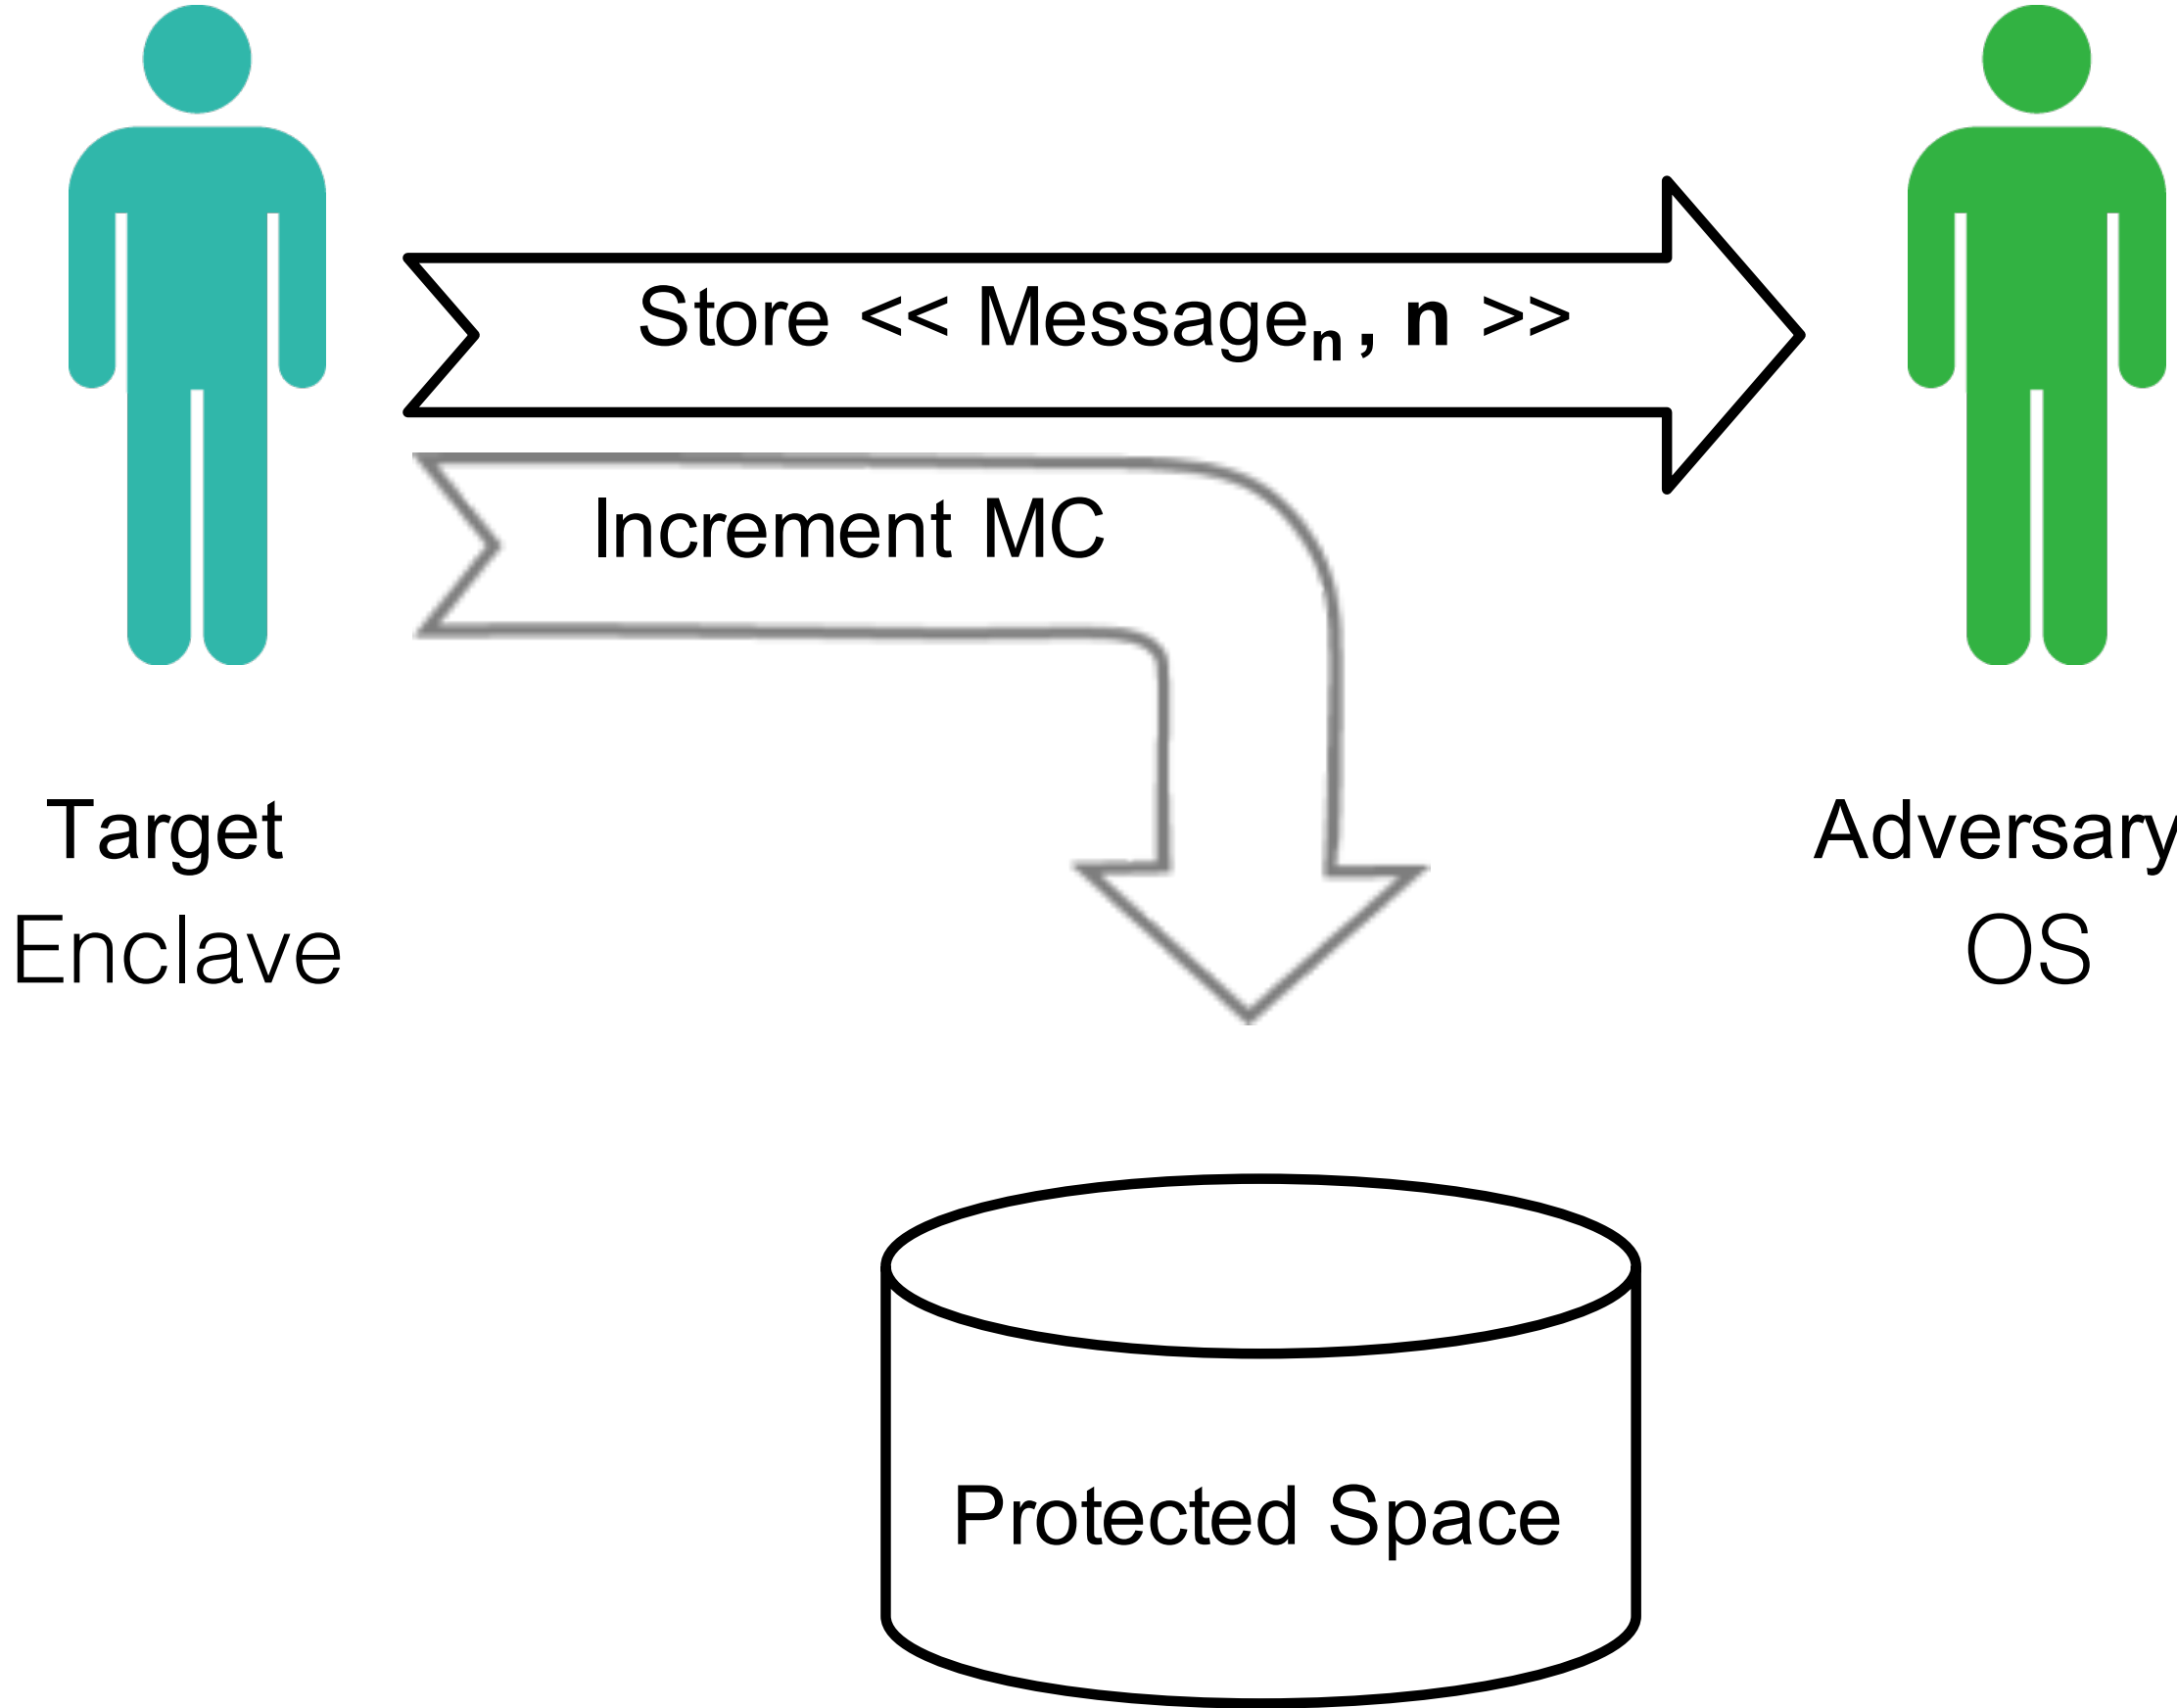 Store << Messageₙ, n >>
Increment MC
Target
Enclave
Adversary
OS
Protected Space